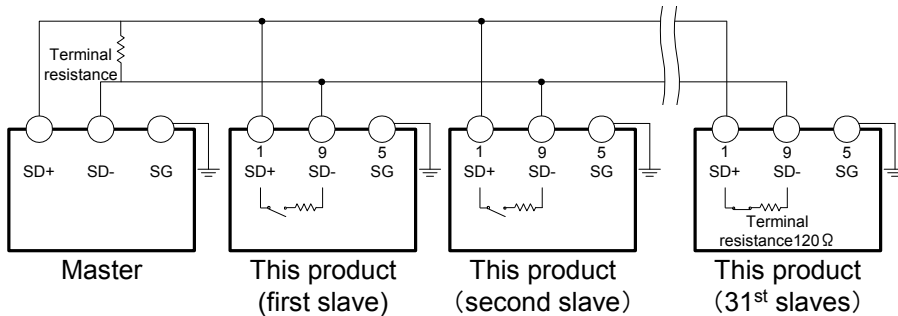 Terminal
resistance
SD+ SD- SG
1 9 5
SD+ SD- SG
1 9 5
SD+ SD- SG
1 9 5
SD+ SD- SG
Terminal
resistance120Ω
Master
This product
(first slave)
This product
（second slave）
This product
（31st slaves）